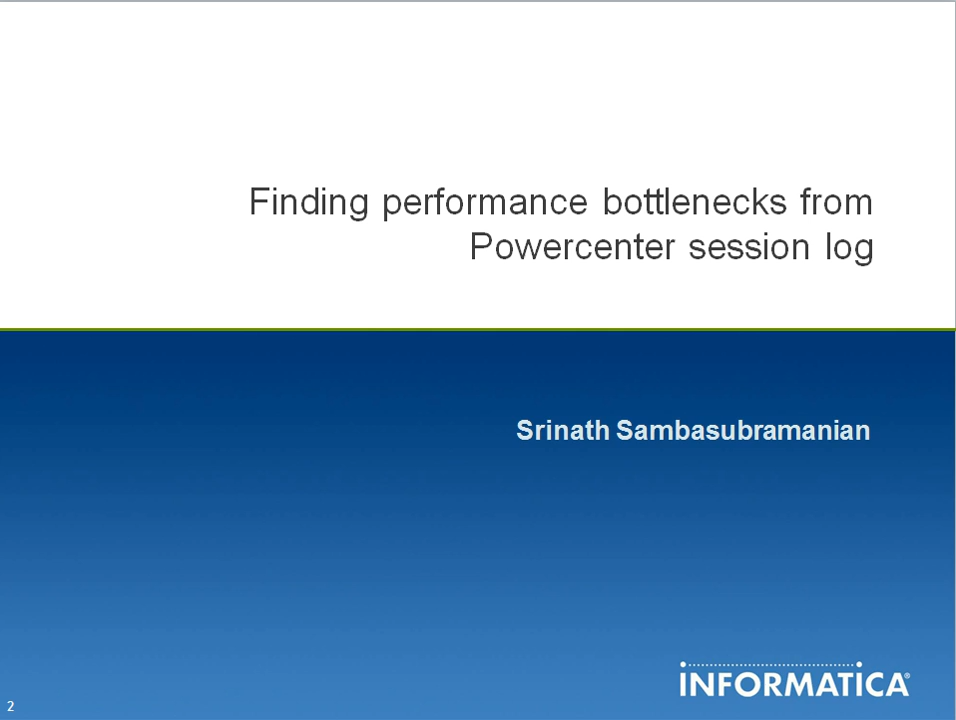 Finding performance bottlenecks from
Powercenter session log
Srinath Sambasubramanian
INFORMATICA®
2